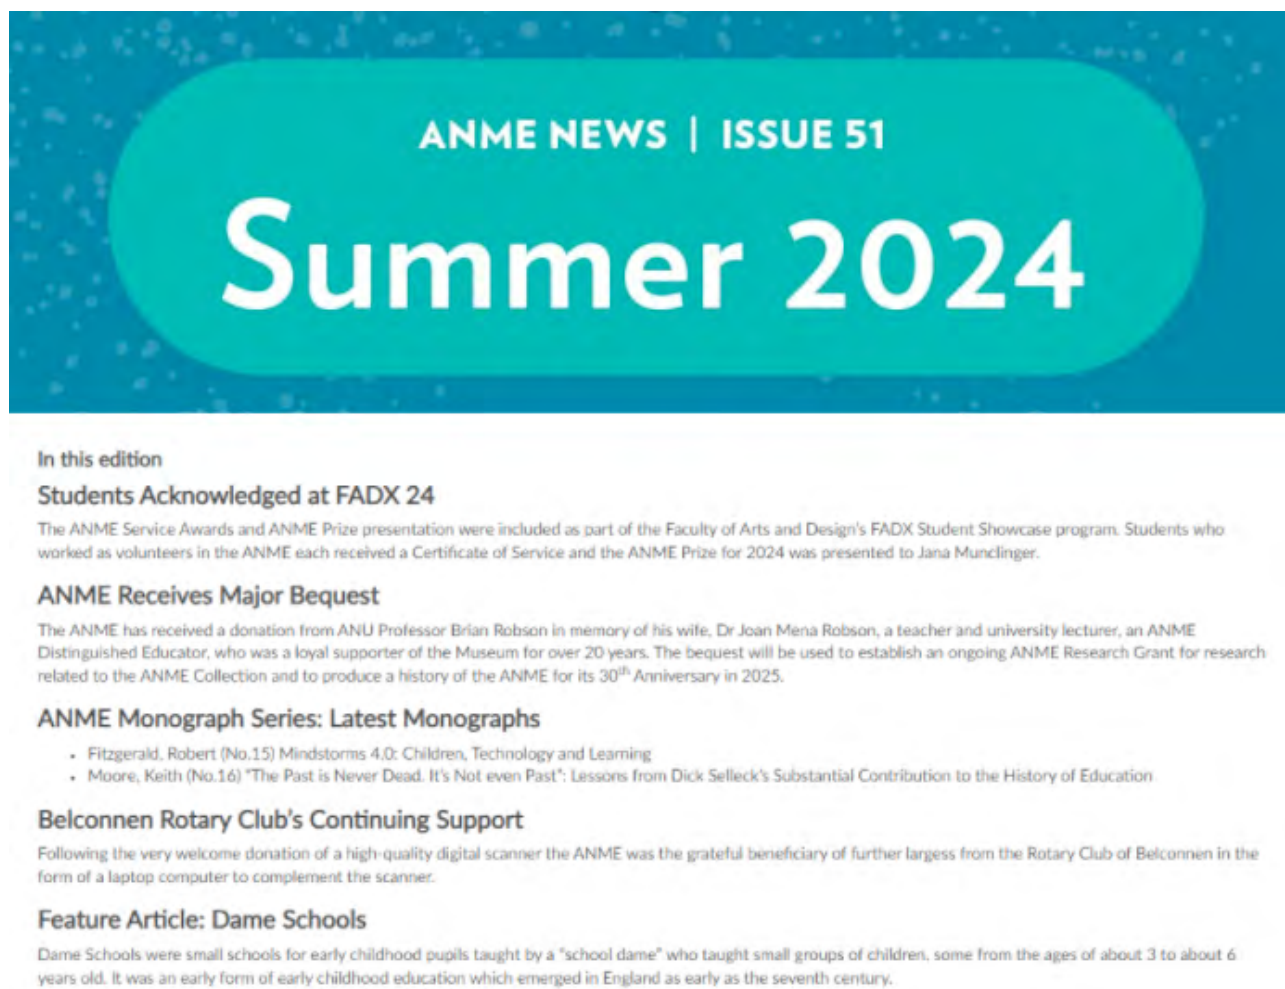 ANME NEWS | ISSUE 51
Summer 2024
In this edition
Students Acknowledged at FADX 24
The ANME Service Awards and ANME Prize presentation were included as part of the Faculty of Arts and Design's FADX Student Showcase program. Students who
worked as volunteers in the ANME each received a Certificate of Service and the ANME Prize for 2024 was presented to Jana Munclinger.
ANME Receives Major Bequest
The ANME has received a donation from ANU Professor Brian Robson in memory of his wife, Dr Joan Mena Robson, a teacher and university lecturer, an ANME
Distinguished Educator, who was a loyal supporter of the Museum for over 20 years. The bequest will be used to establish an ongoing ANME Research Grant for research
related to the ANME Collection and to produce a history of the ANME for its 30th Anniversary in 2025.
ANME Monograph Series: Latest Monographs
• Fitzgerald, Robert (No.15) Mindstorms 4.0: Children, Technology and Learning
• Moore, Keith (No.16) "The Past is Never Dead. It's Not even Past": Lessons from Dick Selleck's Substantial Contribution to the History of Education
Belconnen Rotary Club's Continuing Support
Following the very welcome donation of a high-quality digital scanner the ANME was the grateful beneficiary of further largess from the Rotary Club of Belconnen in the
form of a laptop computer to complement the scanner.
Feature Article: Dame Schools
Dame Schools were small schools for early childhood pupils taught by a "school dame" who taught small groups of children, some from the ages of about 3 to about 6
years old. It was an early form of early childhood education which emerged in England as early as the seventh century.